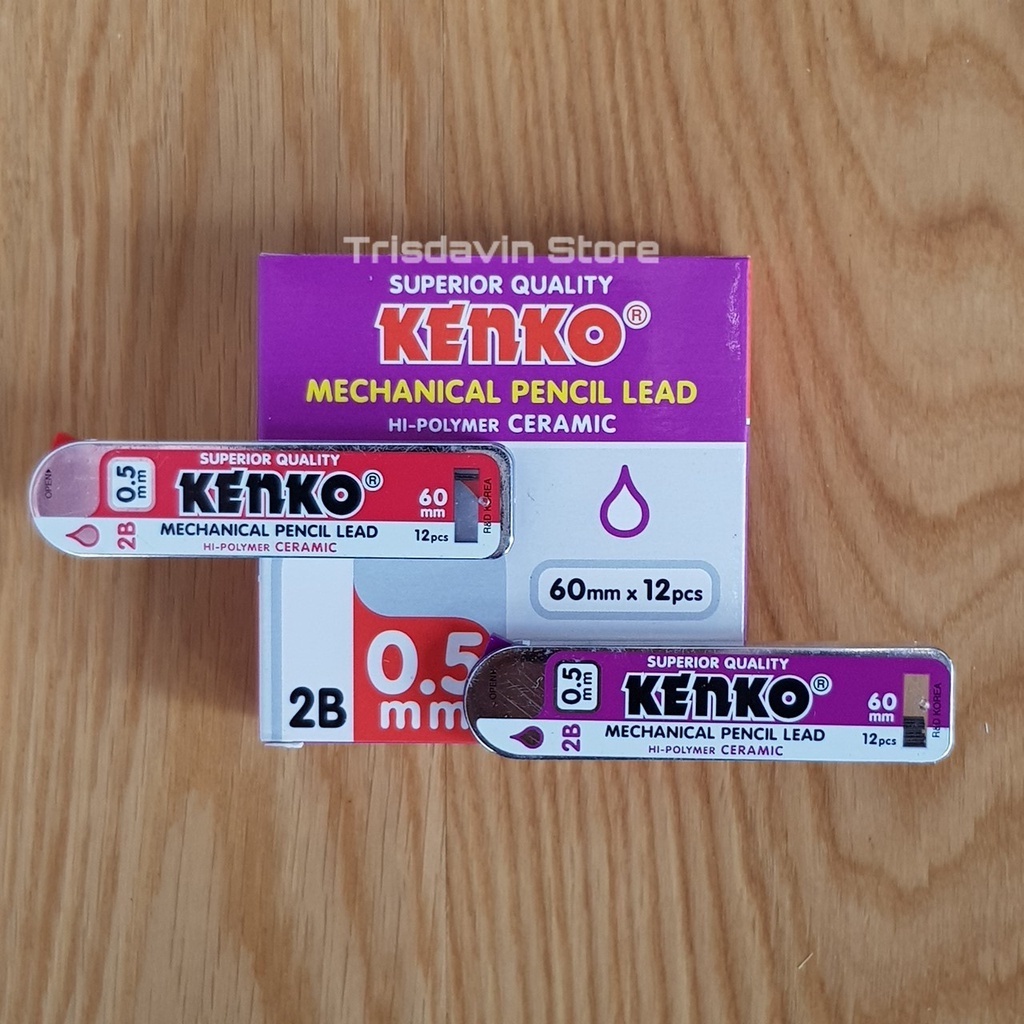 Trisdavin Store
SUPERIOR QUALITY
KENKO®
MECHANICAL PENCIL LEAD
HI-POLYMER CERAMIC
60mm x 12pcs
2B
0.5
mm
OPEN
0.5
mm
SUPERIOR QUALITY
KENKO®
60
mm
2B
MECHANICAL PENCIL LEAD
12pcs
HI-POLYMER CERAMIC
R&D KOREA
OPEN
0.5
mm
SUPERIOR QUALITY
KENKO®
60
mm
2B
MECHANICAL PENCIL LEAD
12pcs
HI-POLYMER CERAMIC
R&D KOREA